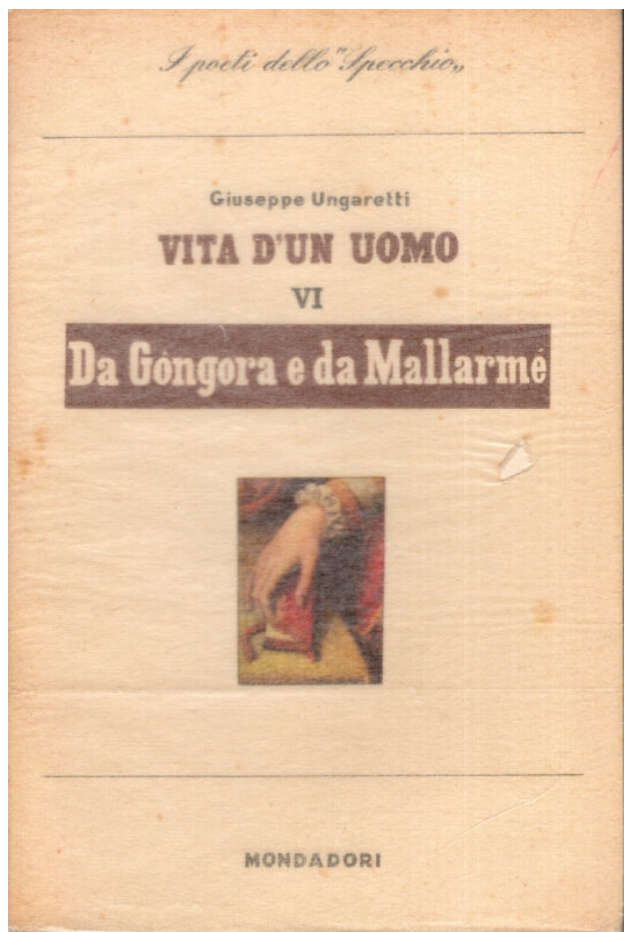 I poeti dello "Specchio„
Giuseppe Ungaretti
VITA D'UN UOMO
VI
Da Góngora e da Mallarmé
MONDADORI